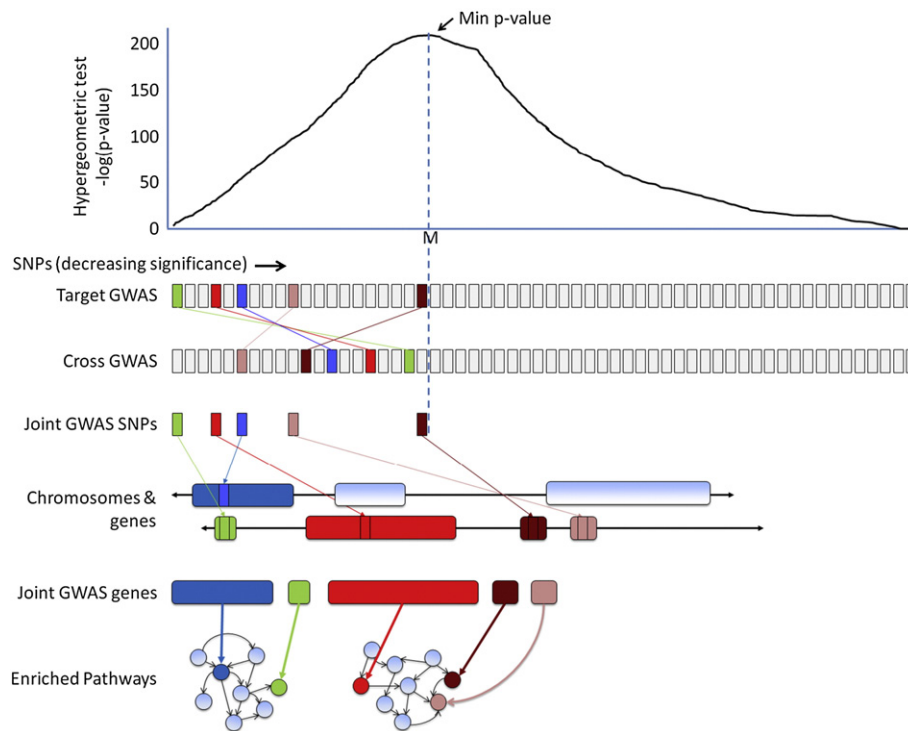 Min p-value
200
150
100
50
0
Hypergeometric test
-log(p-value)
M
SNPs (decreasing significance)
Target GWAS
Cross GWAS
Joint GWAS SNPs
Chromosomes &
genes
Joint GWAS genes
Enriched Pathways